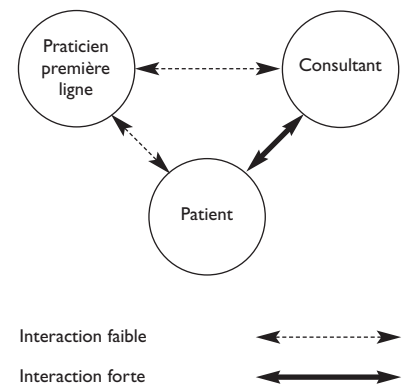 Praticien
première
ligne
Consultant
Patient
Interaction faible
Interaction forte